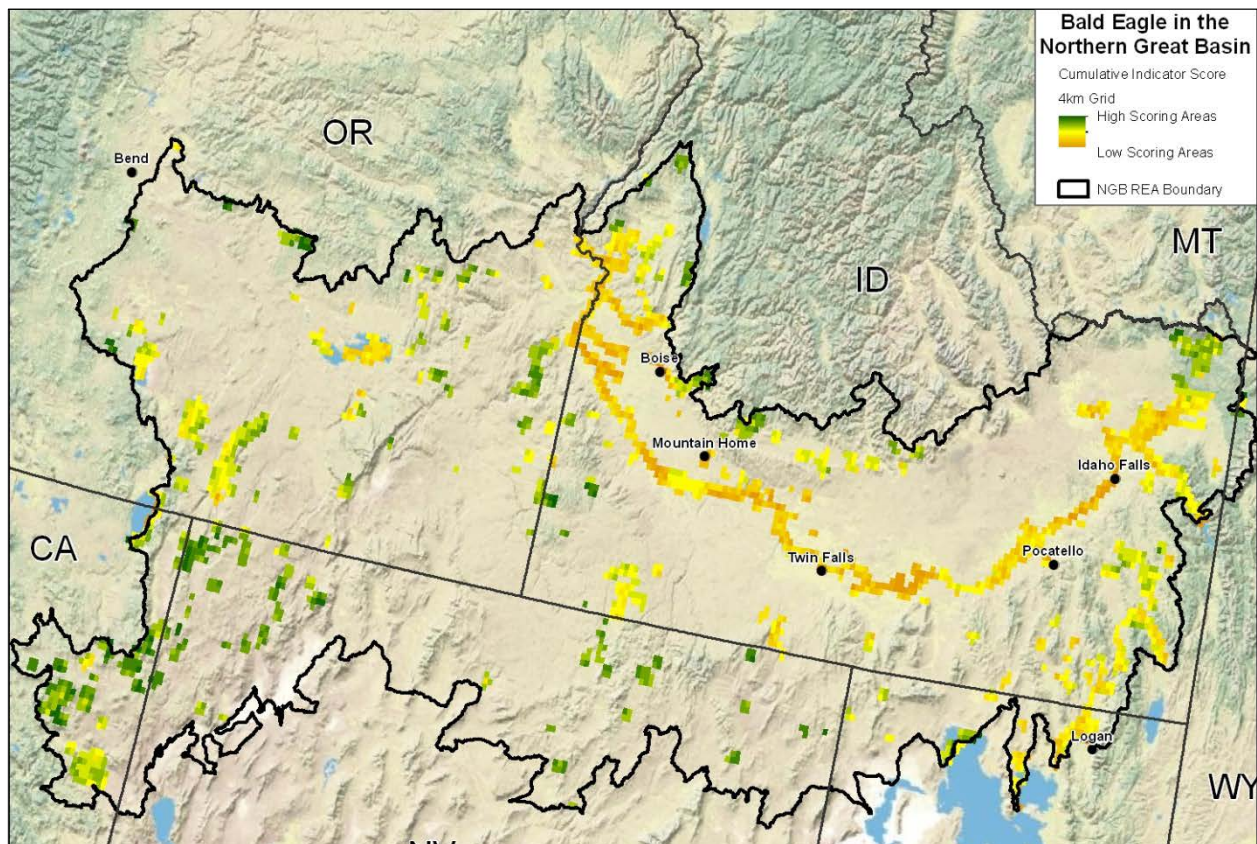 Bald Eagle in the
Northern Great Basin
Cumulative Indicator Score
4km Grid
High Scoring Areas
Low Scoring Areas
NGB REA Boundary
OR
Bend
MT
ID
Boise
Mountain Home
Idaho Falls
CA
Twin Falls
Pocatello
Logan
WY
NV